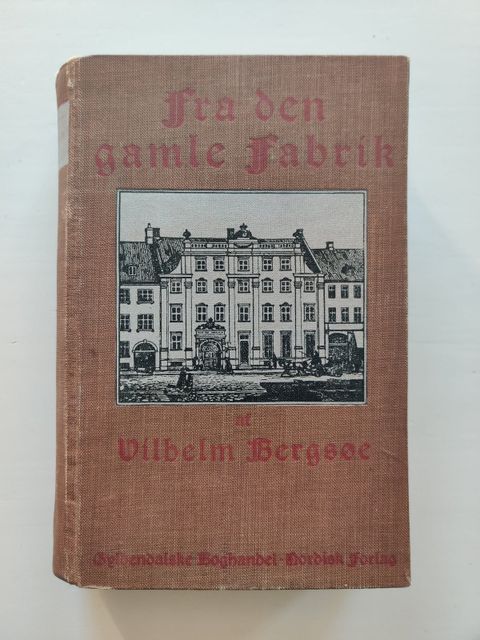 Fra den
gamle Fabrik
af
Vilhelm Bergsøe
Gyldendalske Boghandel - Nordisk Forlag